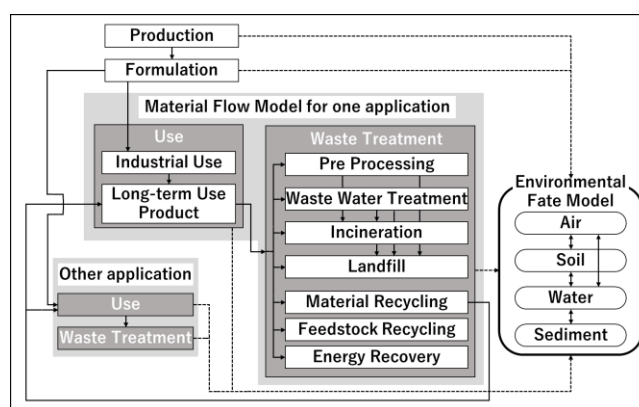 Production
Formulation
Material Flow Model for one application
Use
Industrial Use
Long-term Use
Product
Waste Treatment
Pre Processing
Waste Water Treatment
Incineration
Landfill
Material Recycling
Feedstock Recycling
Energy Recovery
Other application
Use
Waste Treatment
Environmental
Fate Model
Air
Soil
Water
Sediment